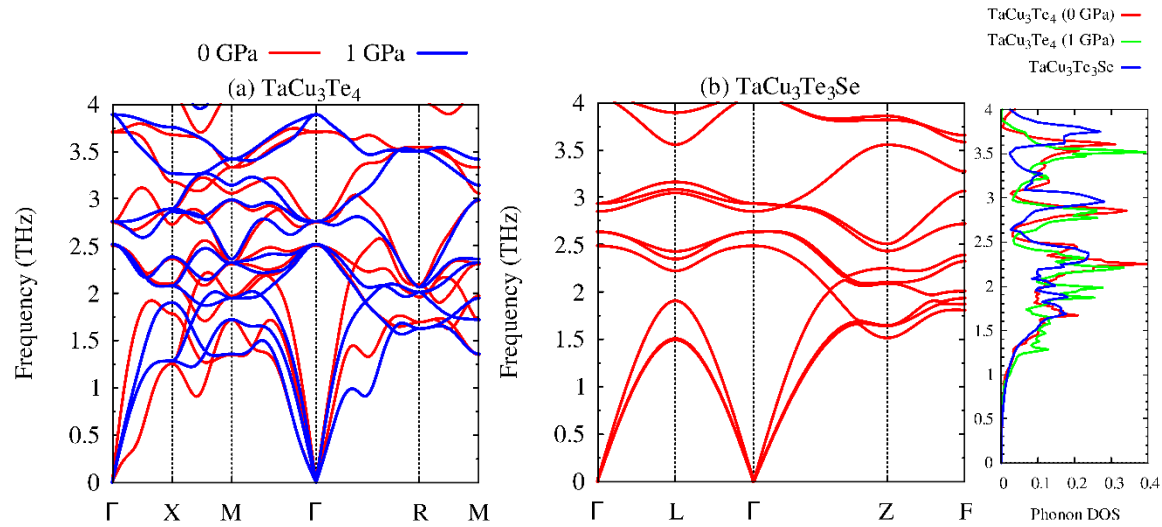 0 GPa 1 GPa
(a) TaCu₃Te₄
Frequency (THz)
4
3.5
3
2.5
2
1.5
1
0.5
0
Γ X M Γ R M
(b) TaCu₃Te₃Se
Frequency (THz)
4
3.5
3
2.5
2
1.5
1
0.5
0
Γ L Γ Z F
TaCu₃Te₄ (0 GPa)
TaCu₃Te₄ (1 GPa)
TaCu₃Te₃Se
4
3.5
3
2.5
2
1.5
1
0.5
0
0 0.1 0.2 0.3 0.4
Phonon DOS